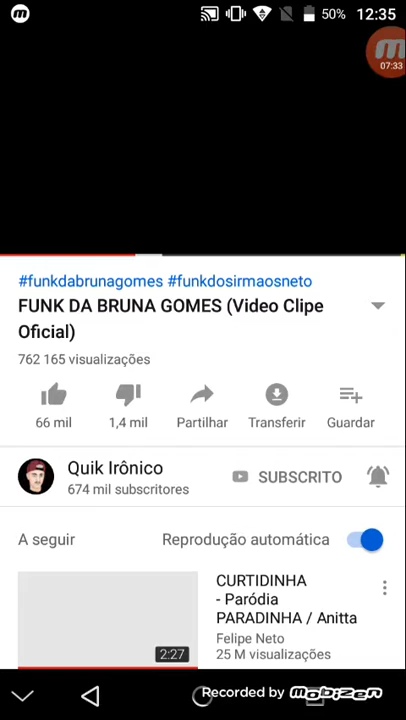 50% 12:35
07:33
#funkdabrunagomes #funkdosirmaosneto
FUNK DA BRUNA GOMES (Video Clipe
Oficial)
762 165 visualizações
66 mil 1,4 mil Partilhar Transferir Guardar
Quik Irônico
674 mil subscritores
SUBSCRITO
A seguir Reprodução automática
CURTIDINHA
- Paródia
PARADINHA / Anitta
Felipe Neto
25 M visualizações
2:27
Recorded by mobizen